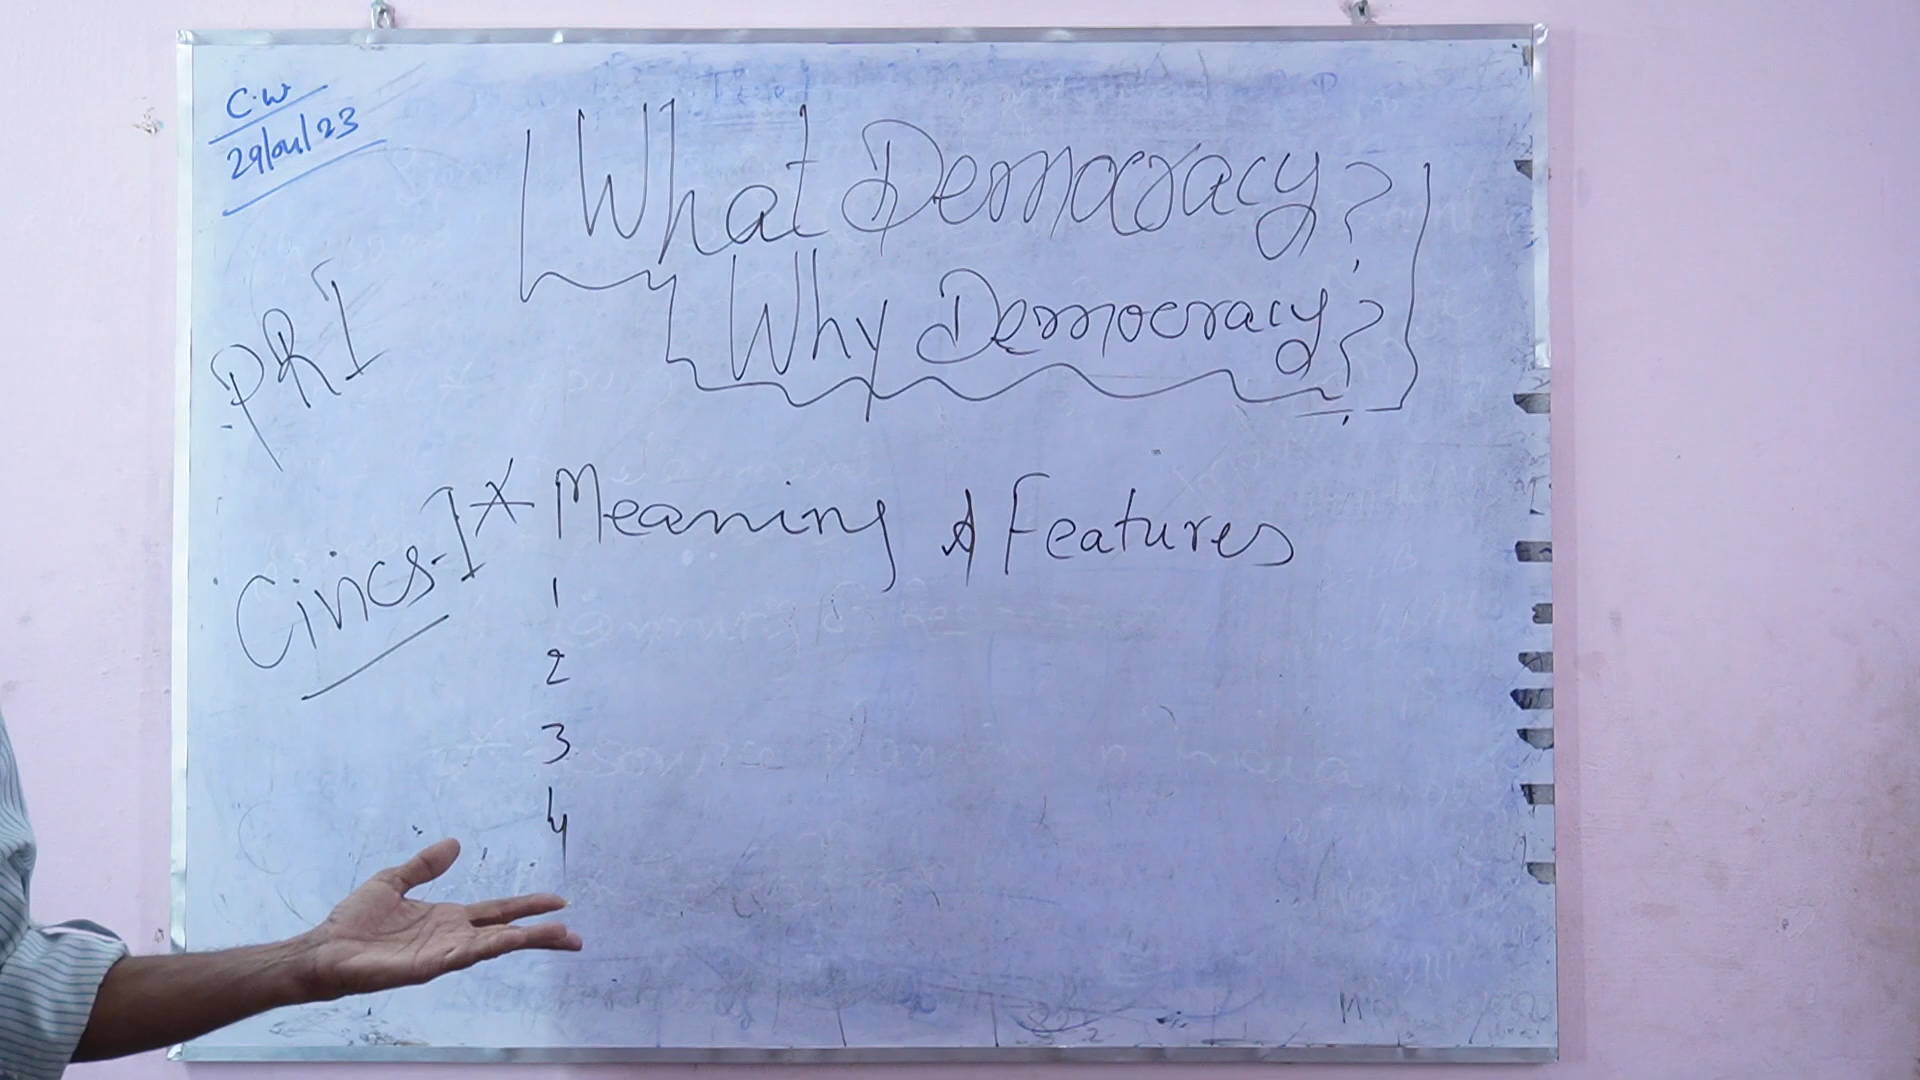 C.W
29/04/23
What Democracy?
Why Democracy?
PRI
Civics-I
* Meaning & Features
1
2
3
4